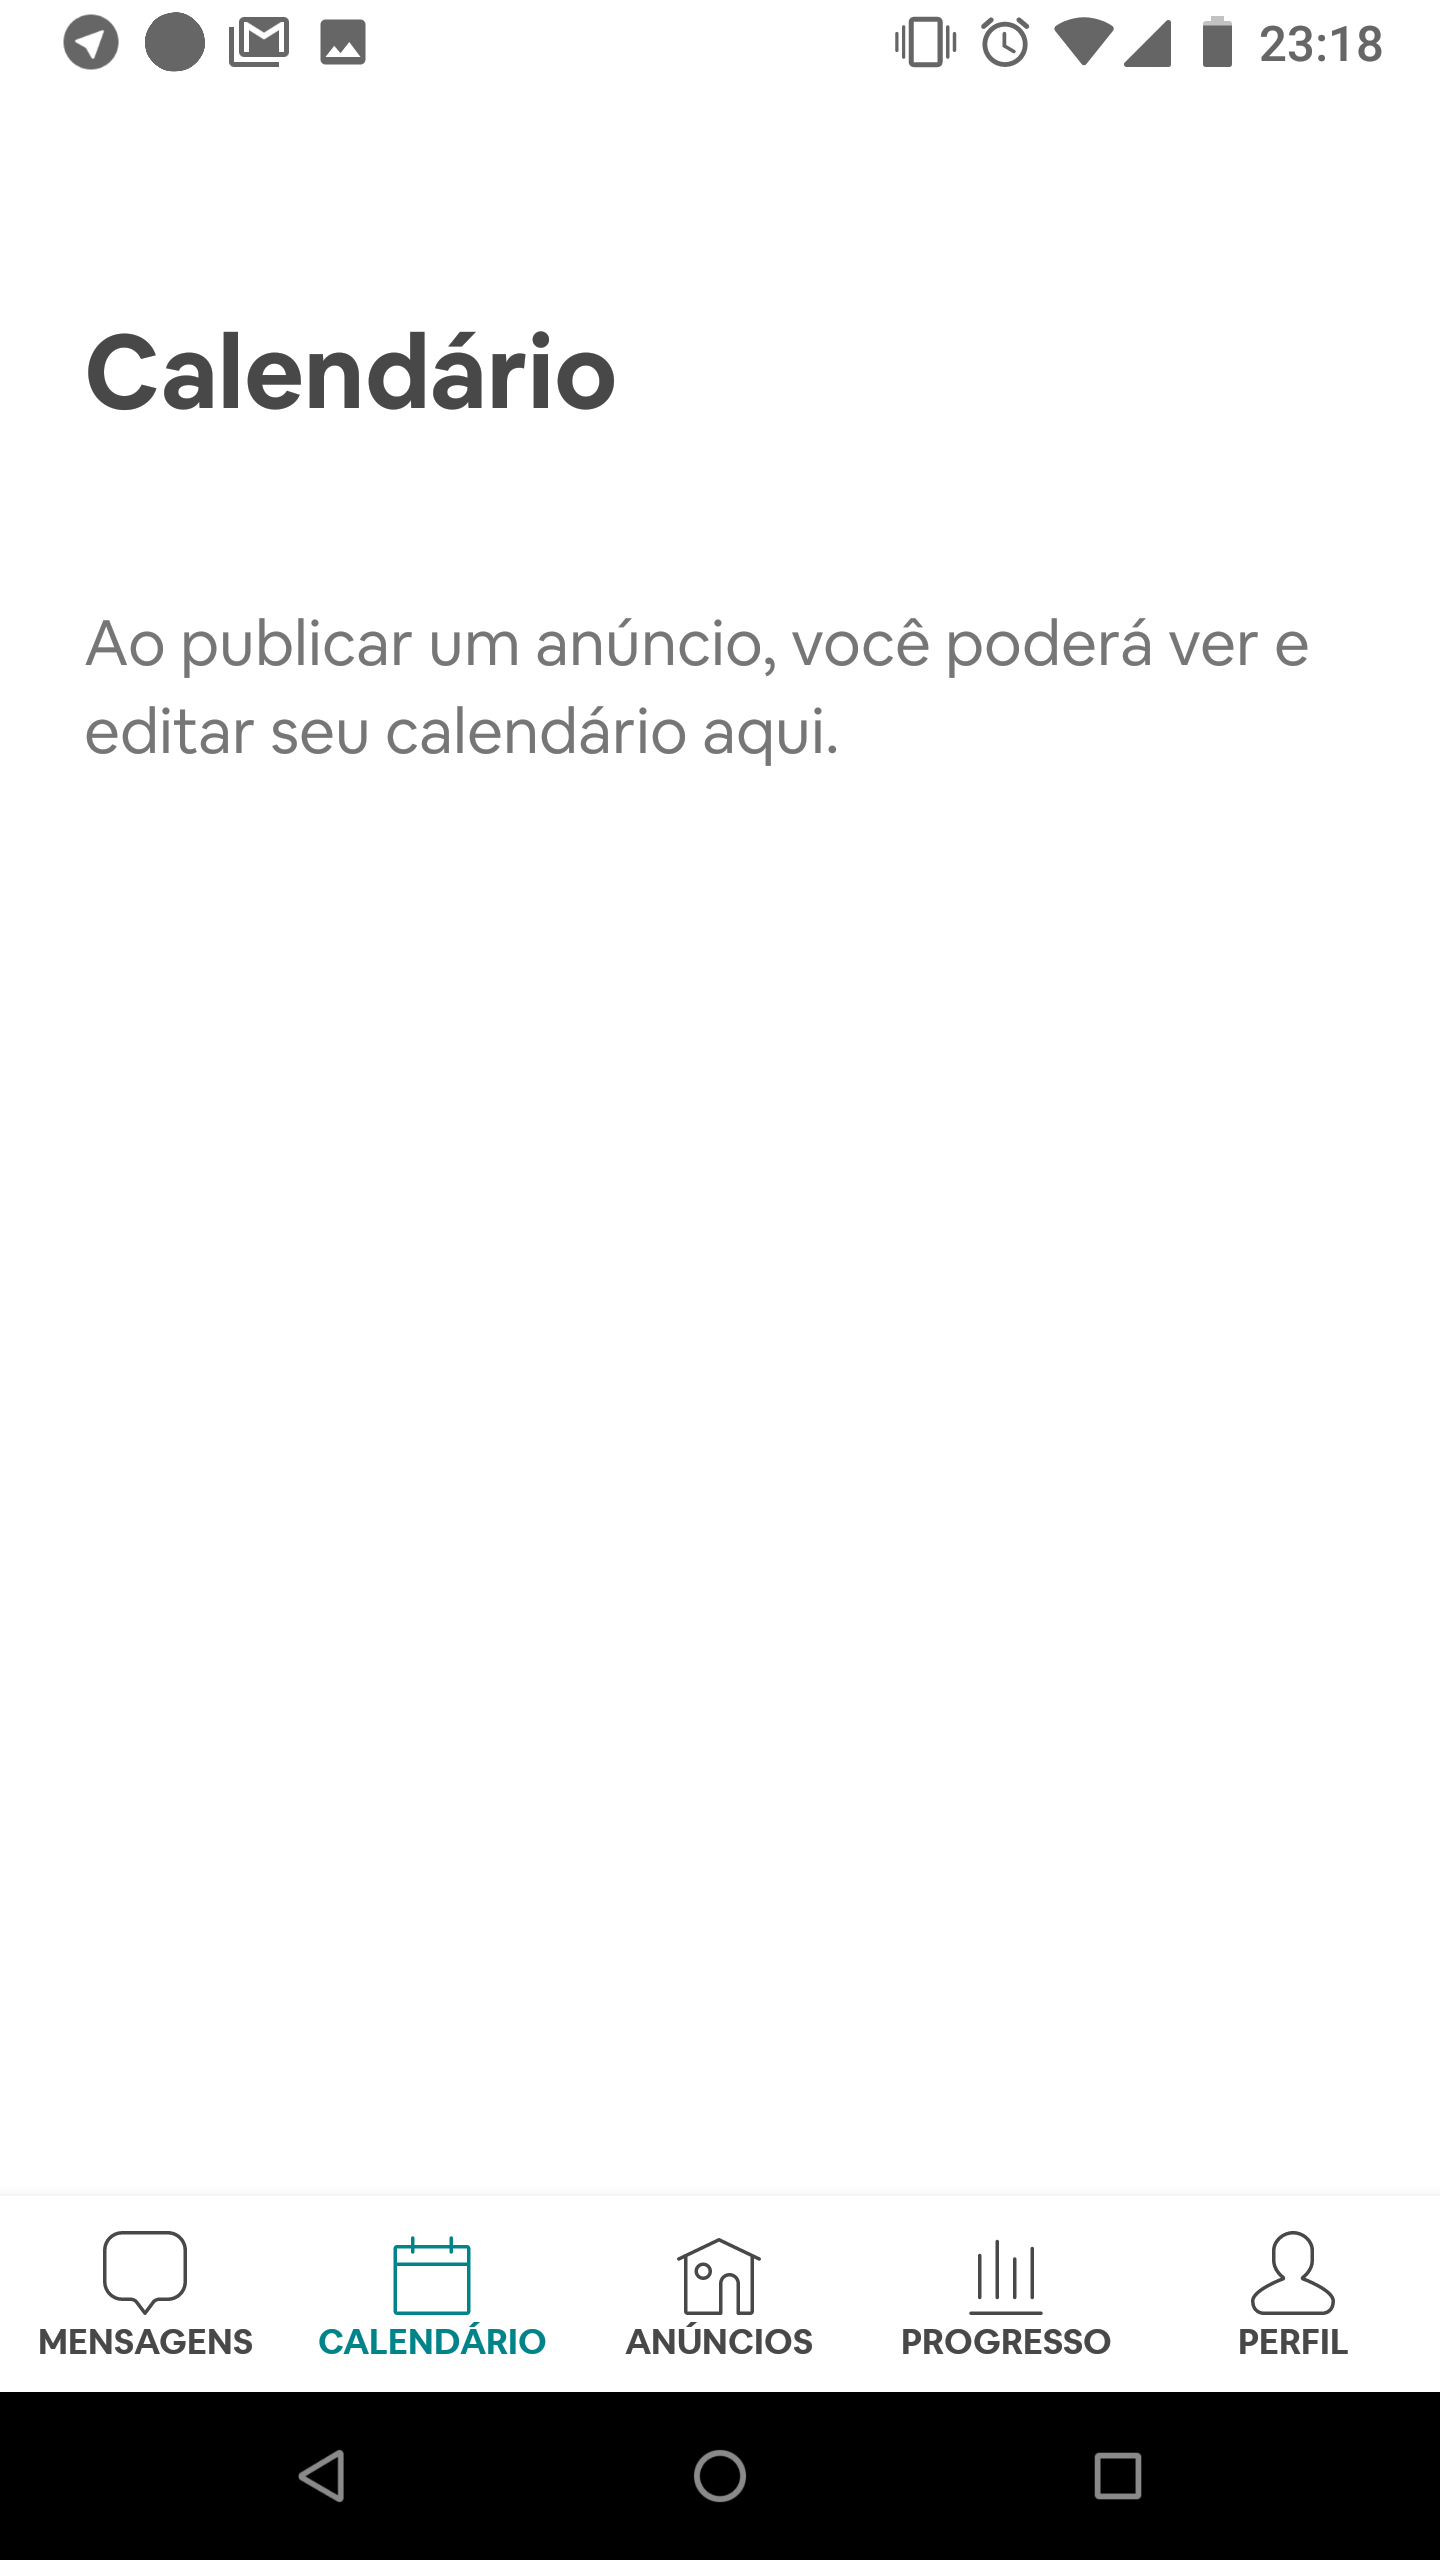 23:18
Calendário
Ao publicar um anúncio, você poderá ver e
editar seu calendário aqui.
MENSAGENS CALENDÁRIO ANÚNCIOS PROGRESSO PERFIL